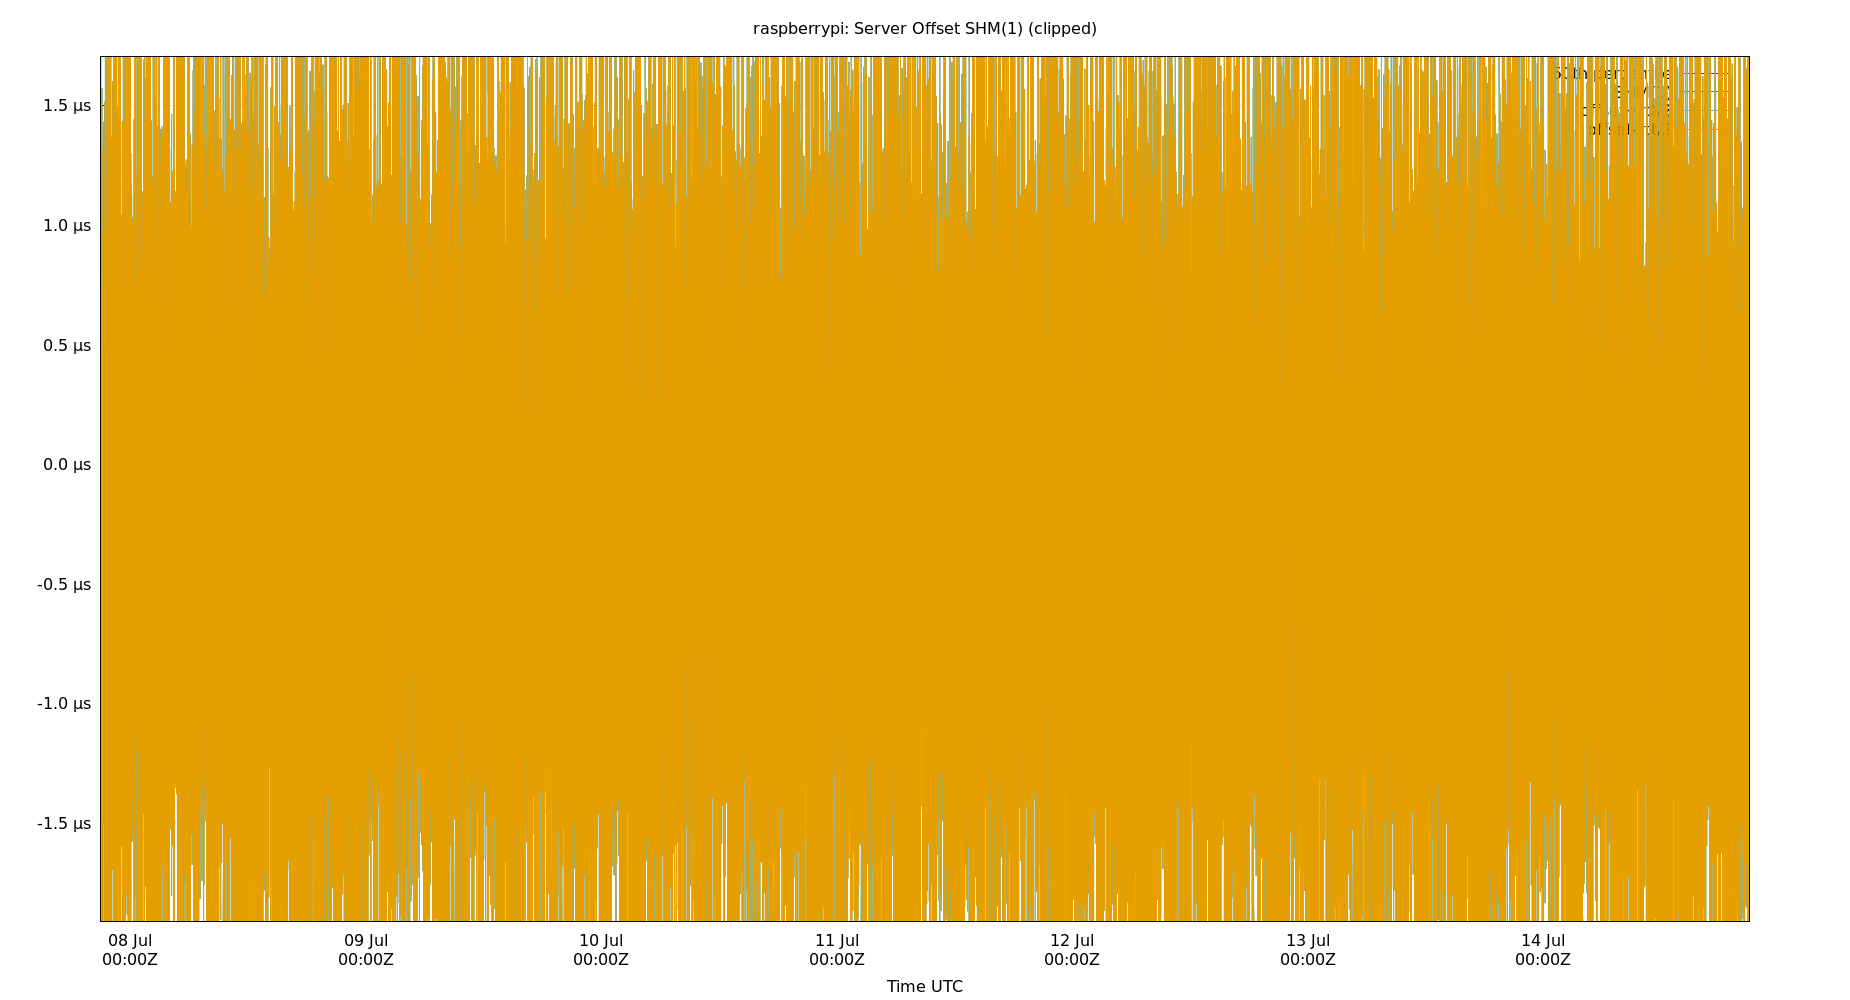 raspberrypi: Server Offset SHM(1) (clipped)
1.5 µs
1.0 µs
0.5 µs
0.0 µs
-0.5 µs
-1.0 µs
-1.5 µs
08 Jul 09 Jul 10 Jul 11 Jul 12 Jul 13 Jul 14 Jul
00:00Z 00:00Z 00:00Z 00:00Z 00:00Z 00:00Z 00:00Z
Time UTC